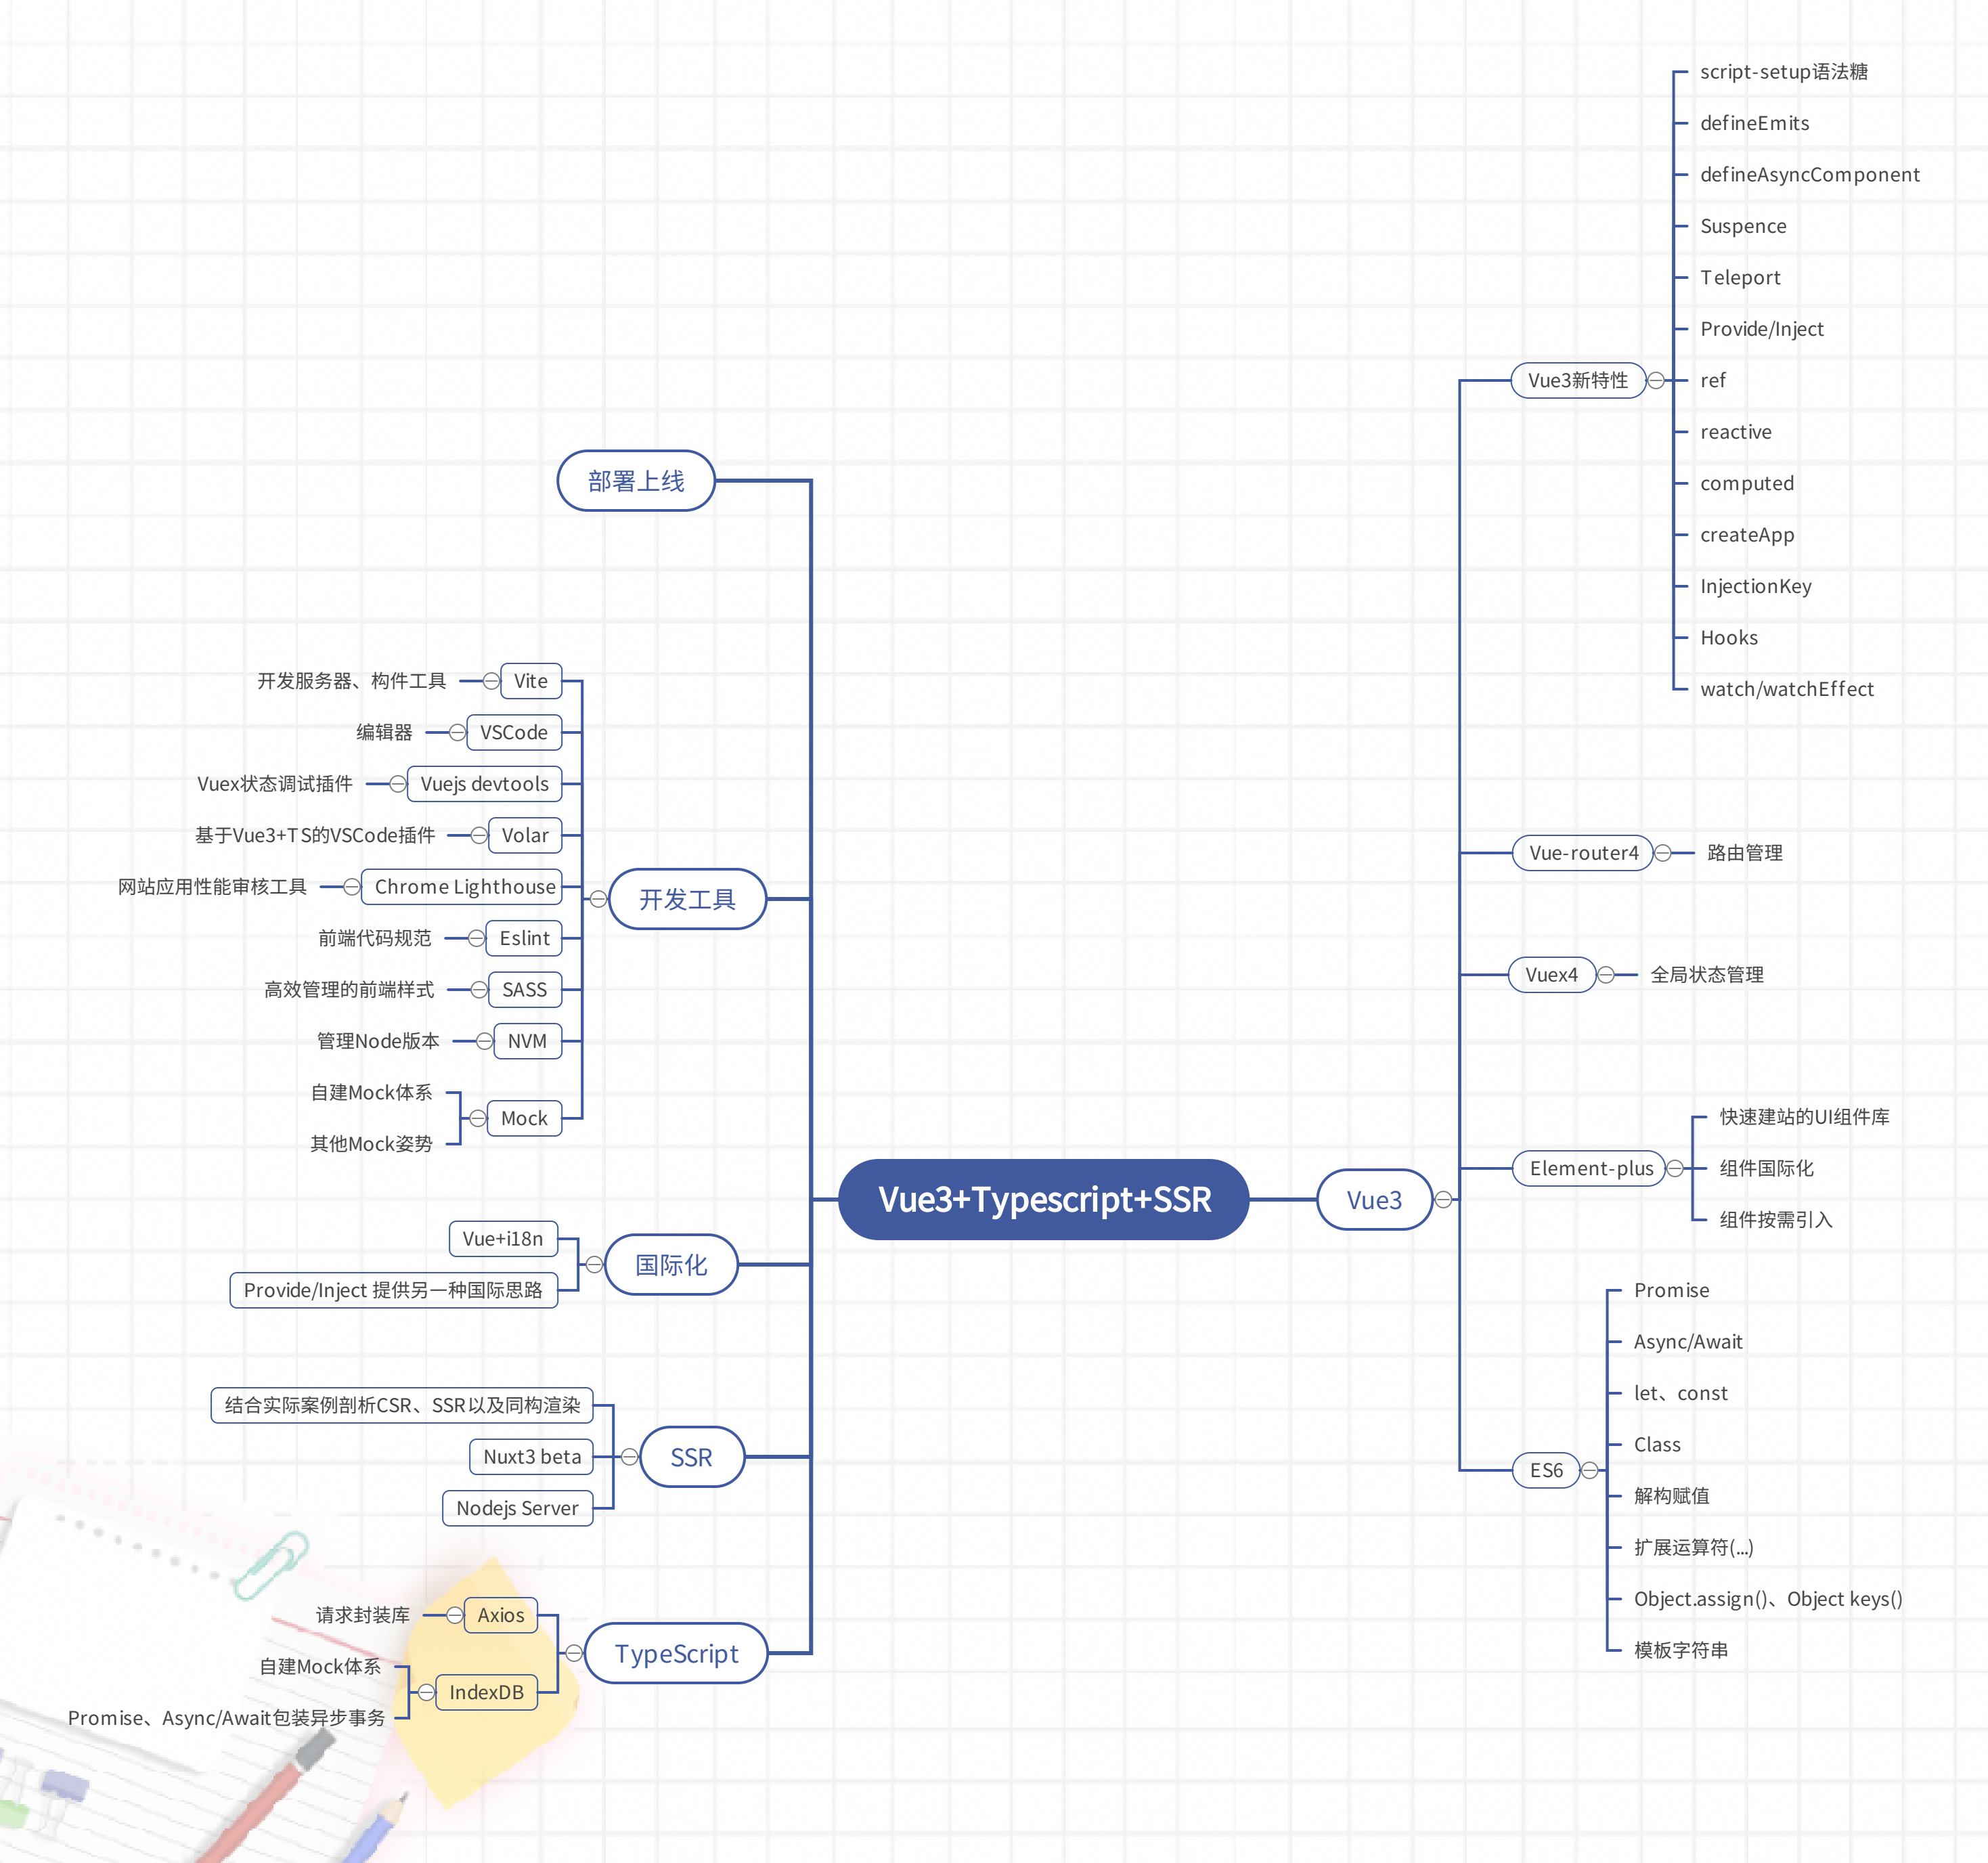 Vue3+Typescript+SSR
Vue3
Vue3新特性
script-setup语法糖
defineEmits
defineAsyncComponent
Suspence
Teleport
Provide/Inject
ref
reactive
computed
createApp
InjectionKey
Hooks
watch/watchEffect
Vue-router4
路由管理
Vuex4
全局状态管理
Element-plus
快速建站的UI组件库
组件国际化
组件按需引入
ES6
Promise
Async/Await
let、const
Class
解构赋值
扩展运算符(...)
Object.assign()、Object keys()
模板字符串
部署上线
开发工具
Vite
开发服务器、构件工具
VSCode
编辑器
Vuejs devtools
Vuex状态调试插件
Volar
基于Vue3+TS的VSCode插件
Chrome Lighthouse
网站应用性能审核工具
Eslint
前端代码规范
SASS
高效管理的前端样式
NVM
管理Node版本
Mock
自建Mock体系
其他Mock姿势
国际化
Vue+i18n
Provide/Inject 提供另一种国际思路
SSR
结合实际案例剖析CSR、SSR以及同构渲染
Nuxt3 beta
Nodejs Server
TypeScript
Axios
请求封装库
IndexDB
自建Mock体系
Promise、Async/Await包装异步事务